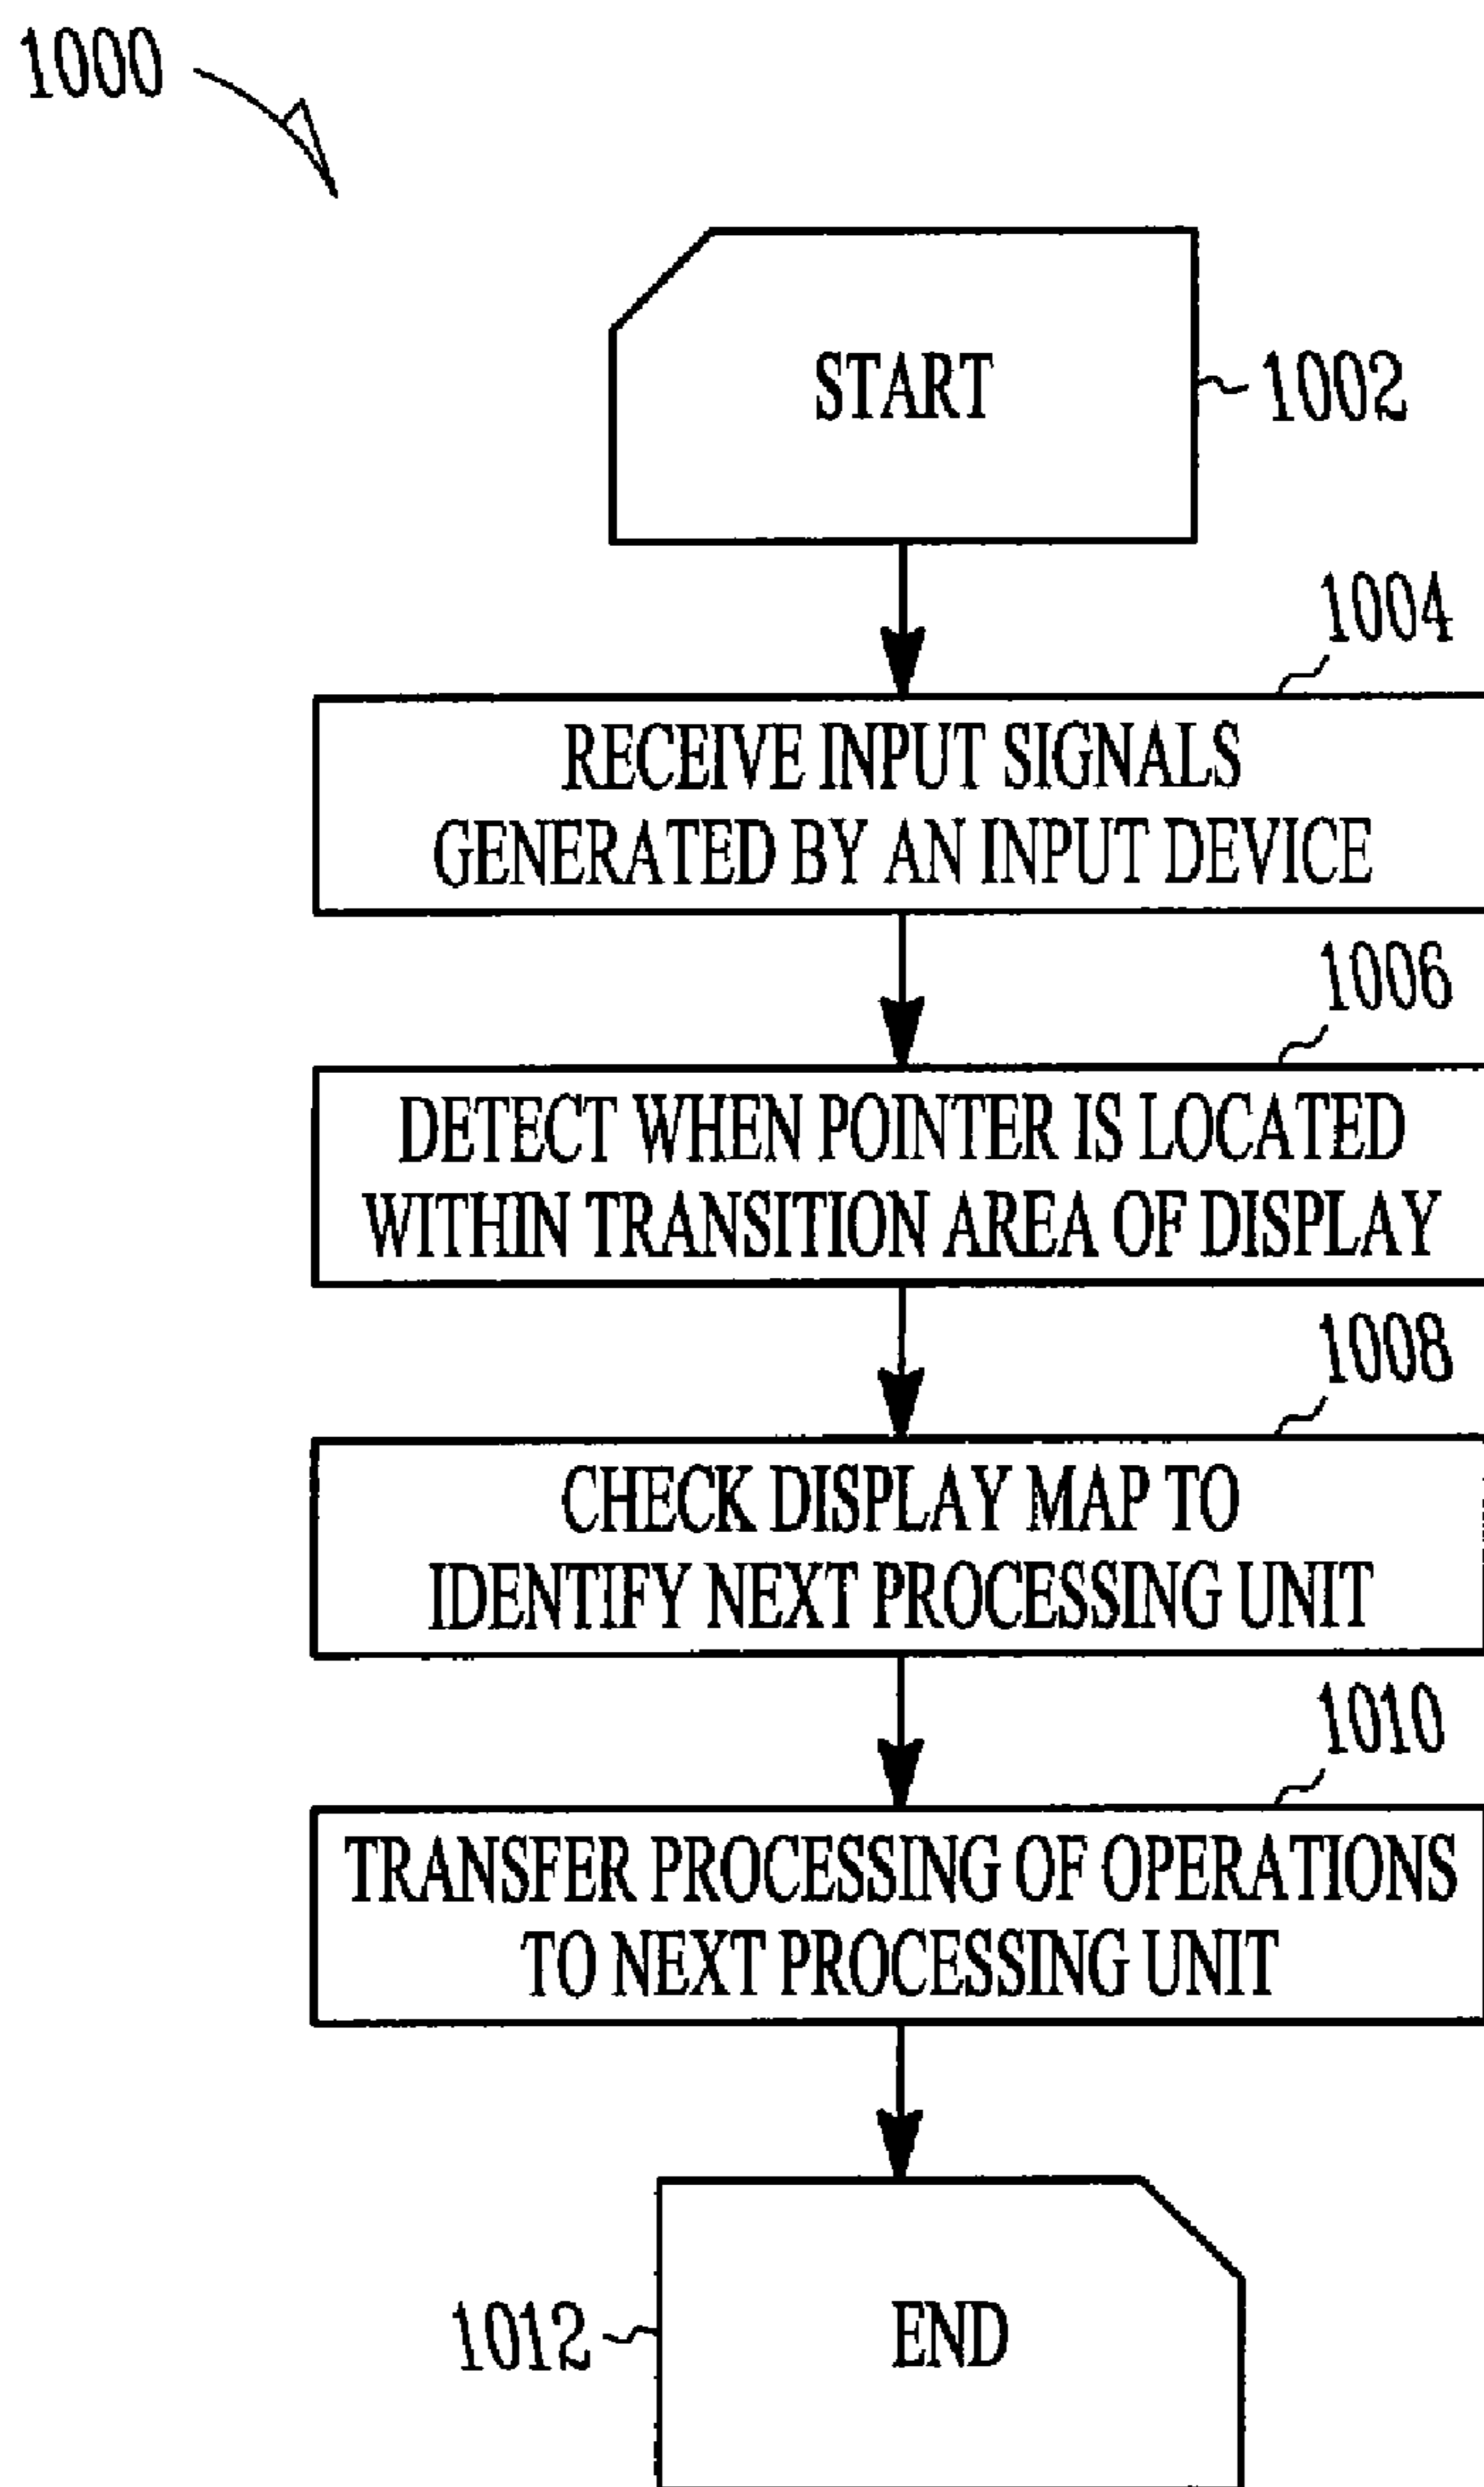 1000
START
1002
1004
RECEIVE INPUT SIGNALS
GENERATED BY AN INPUT DEVICE
1006
DETECT WHEN POINTER IS LOCATED
WITHIN TRANSITION AREA OF DISPLAY
1008
CHECK DISPLAY MAP TO
IDENTIFY NEXT PROCESSING UNIT
1010
TRANSFER PROCESSING OF OPERATIONS
TO NEXT PROCESSING UNIT
1012
END